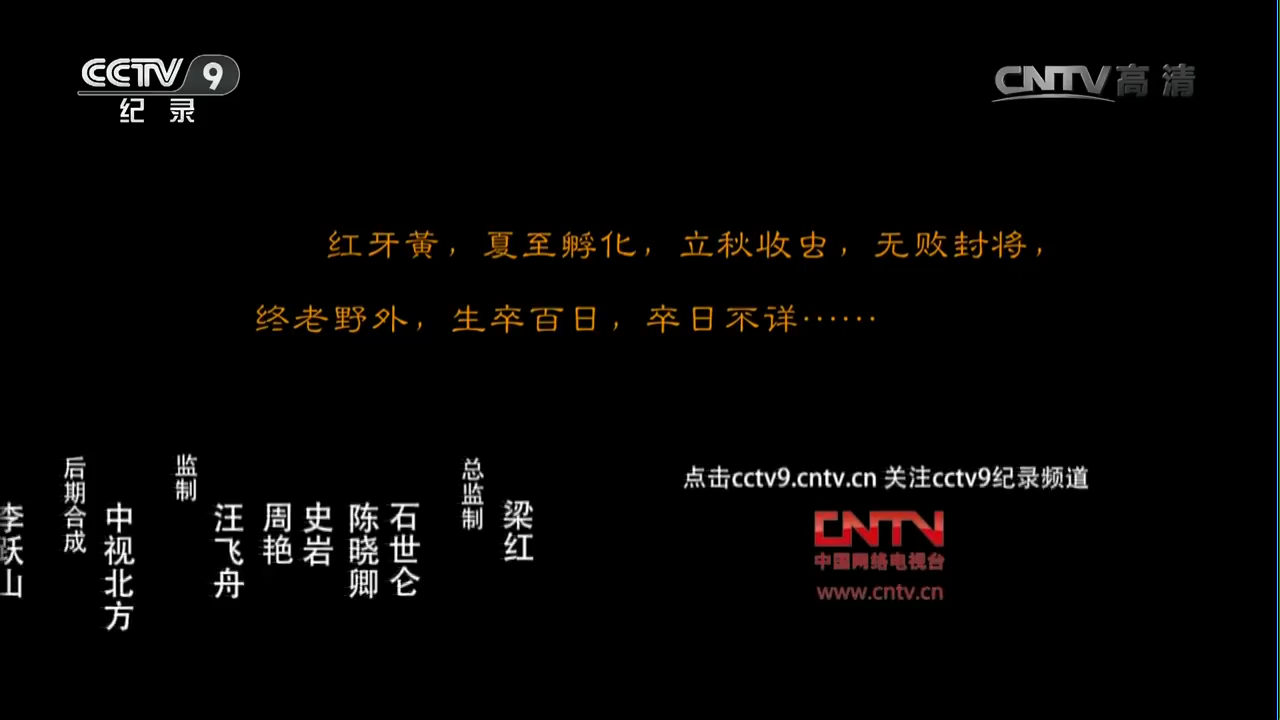 CCTV 9
纪录
CNTV高清
红牙黄，夏至孵化，立秋收虫，无败封将，
终老野外，生卒百日，卒日不详……
李跃山
后期合成
中视北方
监制
汪飞舟
周艳
史岩
陈晓卿
石世仑
总监制
梁红
点击cctv9.cntv.cn 关注cctv9纪录频道
CNTV
中国网络电视台
www.cntv.cn